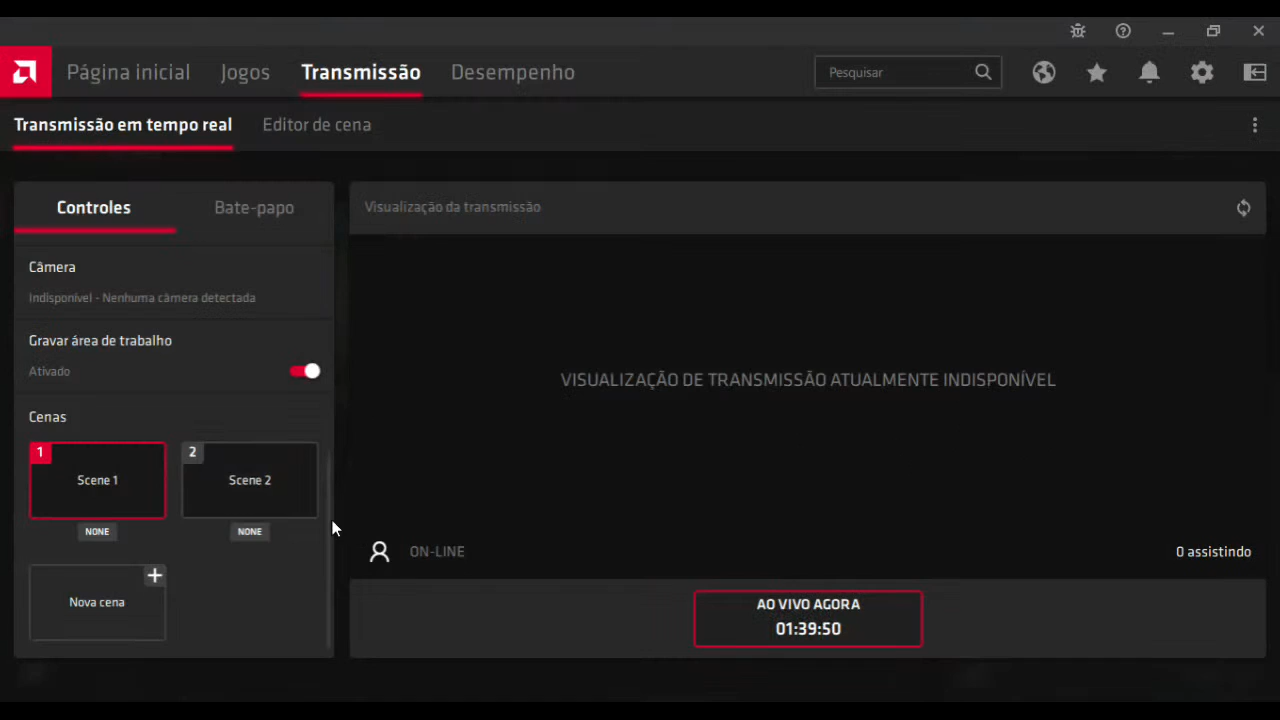 Página inicial
Jogos
Transmissão
Desempenho
Pesquisar
Transmissão em tempo real
Editor de cena
Controles
Bate-papo
Visualização da transmissão
Câmera
Indisponível - Nenhuma câmera detectada
Gravar área de trabalho
Ativado
Cenas
1
Scene 1
NONE
2
Scene 2
NONE
Nova cena
VISUALIZAÇÃO DE TRANSMISSÃO ATUALMENTE INDISPONÍVEL
ON-LINE
0 assistindo
AO VIVO AGORA
01:39:50